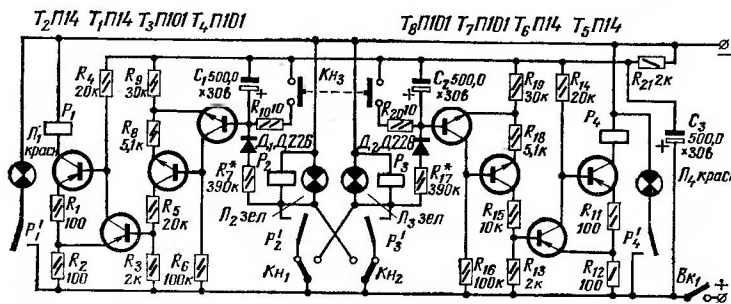 T₂П14 T₁П14 T₃П101 T₄П101
T₈П101 T₇П101 T₆П14 T₅П14
R₄ 20к
R₉ 30к
C₁ 500,0 ×30в
Кн₃
C₂ 500,0 ×30в
R₁₉ 30к
R₁₄ 20к
R₂₁ 2к
P₁
R₈ 5,1к
R₁₀ 10
R₂₀ 10
R₁₈ 5,1к
P₄
C₃ 500,0 ×30в
Л₁ красн
Д₁ Д226
Д₂ Д226
P₂
P₃
R₇* 390к
R₁₇* 390к
Л₄ красн
R₁ 100
R₅ 20к
Л₂ зел
Л₃ зел
R₁₅ 10к
R₁₁ 100
P₁'
P₂'
P₃'
P₄'
R₂ 100
R₃ 2к
R₆ 100к
Кн₁
Кн₂
R₁₆ 100к
R₁₃ 2к
R₁₂ 100
Вк₁